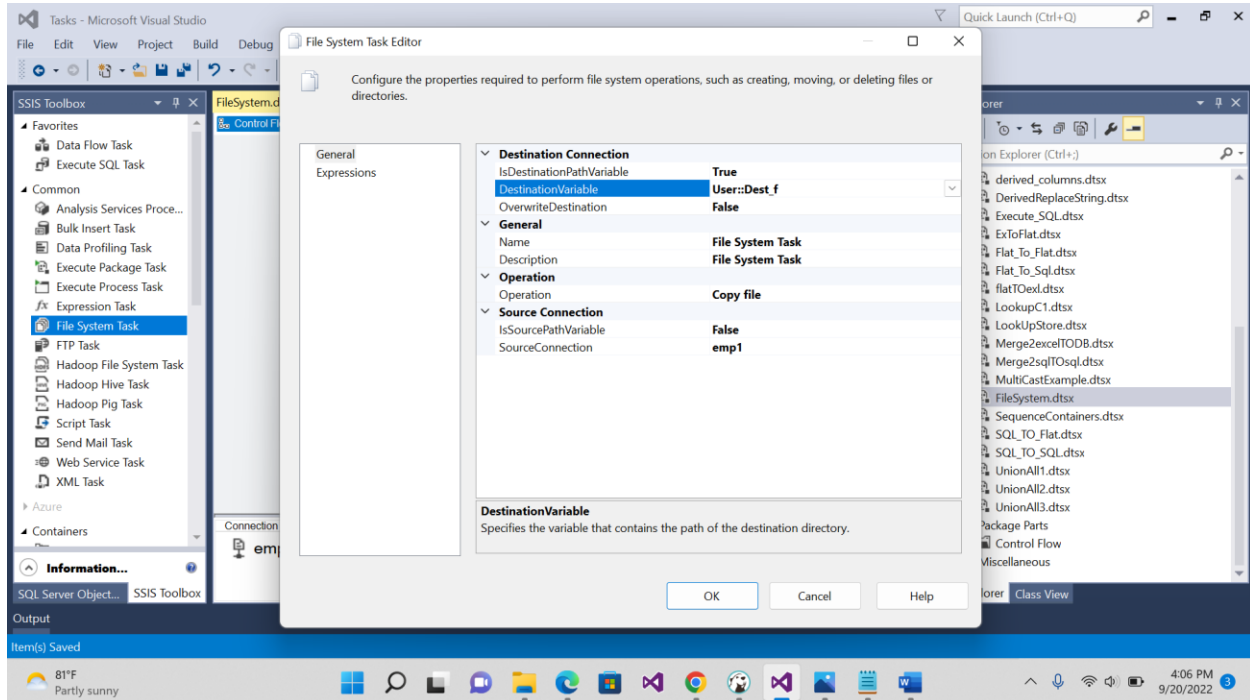 Tasks - Microsoft Visual Studio
Quick Launch (Ctrl+Q)
File Edit View Project Build Debug
File System Task Editor
Configure the properties required to perform file system operations, such as creating, moving, or deleting files or
directories.
SSIS Toolbox
Favorites
Data Flow Task
Execute SQL Task
Common
Analysis Services Proce...
Bulk Insert Task
Data Profiling Task
Execute Package Task
Execute Process Task
fx Expression Task
File System Task
FTP Task
Hadoop File System Task
Hadoop Hive Task
Hadoop Pig Task
Script Task
Send Mail Task
Web Service Task
XML Task
Azure
Containers
Information...
SQL Server Object... SSIS Toolbox
FileSystem.d
Control Fl
Connection
emp
General
Expressions
Destination Connection
IsDestinationPathVariable True
DestinationVariable User::Dest_f
OverwriteDestination False
General
Name File System Task
Description File System Task
Operation
Operation Copy file
Source Connection
IsSourcePathVariable False
SourceConnection emp1
DestinationVariable
Specifies the variable that contains the path of the destination directory.
OK Cancel Help
orer
on Explorer (Ctrl+;)
derived_columns.dtsx
DerivedReplaceString.dtsx
Execute_SQL.dtsx
ExToFlat.dtsx
Flat_To_Flat.dtsx
Flat_To_Sql.dtsx
flatTOexl.dtsx
LookupC1.dtsx
LookUpStore.dtsx
Merge2excelTODB.dtsx
Merge2sqlTOsql.dtsx
MultiCastExample.dtsx
FileSystem.dtsx
SequenceContainers.dtsx
SQL_TO_Flat.dtsx
SQL_TO_SQL.dtsx
UnionAll1.dtsx
UnionAll2.dtsx
UnionAll3.dtsx
Package Parts
Control Flow
Miscellaneous
orer Class View
Output
Item(s) Saved
81°F
Partly sunny
4:06 PM
9/20/2022
3